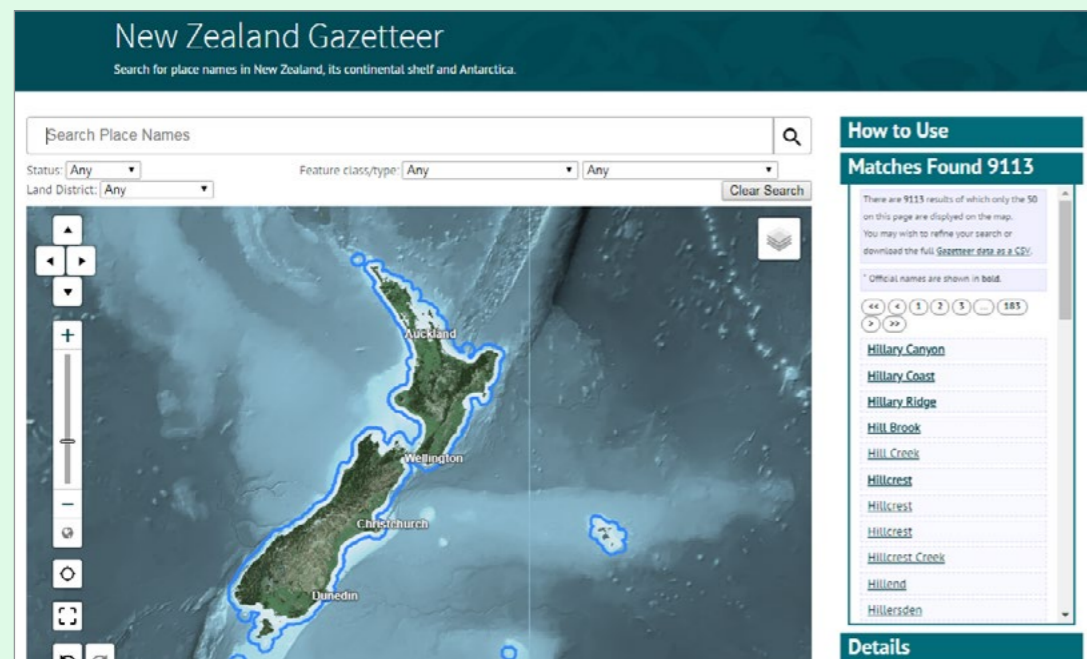 New Zealand Gazetteer
Search for place names in New Zealand, its continental shelf and Antarctica.
Search Place Names
Status: Any
Feature class/type: Any
Any
Land District: Any
Clear Search
Auckland
Wellington
Christchurch
Dunedin
+
−
How to Use
Matches Found 9113
There are 9113 results of which only the 50
on this page are displyed on the map.
You may wish to refine your search or
download the full Gazetteer data as a CSV.
* Official names are shown in bold.
<< < 1 2 3 ... 183
> >>
Hillary Canyon
Hillary Coast
Hillary Ridge
Hill Brook
Hill Creek
Hillcrest
Hillcrest
Hillcrest
Hillcrest Creek
Hillend
Hillersden
Details